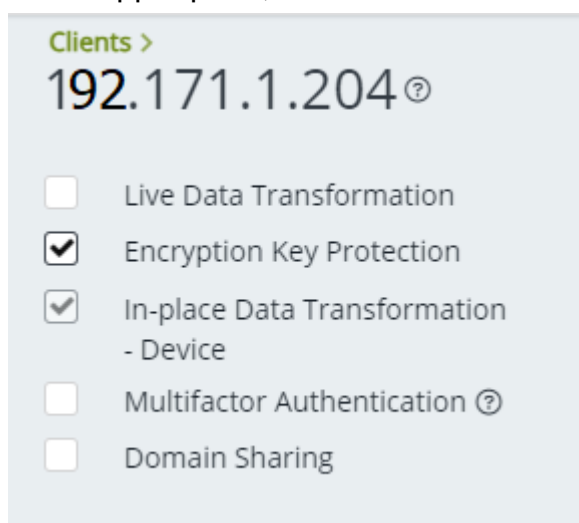 Clients >
192.171.1.204
Live Data Transformation
Encryption Key Protection
In-place Data Transformation
- Device
Multifactor Authentication
Domain Sharing